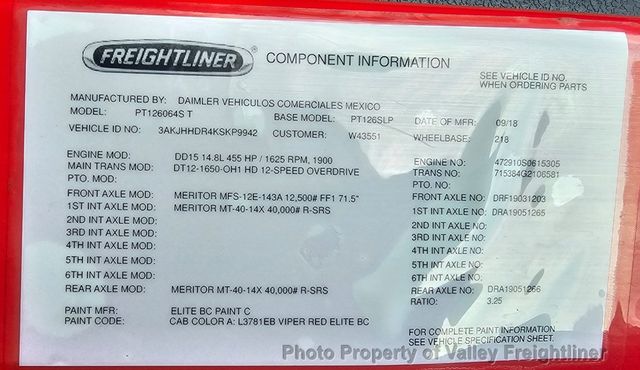 FREIGHTLINER ® COMPONENT INFORMATION
SEE VEHICLE ID NO.
WHEN ORDERING PARTS
MANUFACTURED BY: DAIMLER VEHICULOS COMERCIALES MEXICO
MODEL: PT126064S T BASE MODEL: PT126SLP DATE OF MFR: 09/18
VEHICLE ID NO: 3AKJHHDR4KSKP9942 CUSTOMER: W43551 WHEELBASE: 218
ENGINE MOD: DD15 14.8L 455 HP / 1625 RPM, 1900 ENGINE NO: 472910S0615305
MAIN TRANS MOD: DT12-1650-OH1 HD 12-SPEED OVERDRIVE TRANS NO: 715384G2106581
PTO. MOD: PTO. NO:
FRONT AXLE MOD: MERITOR MFS-12E-143A 12,500# FF1 71.5" FRONT AXLE NO: DRF19031203
1ST INT AXLE MOD: MERITOR MT-40-14X 40,000# R-SRS 1ST INT AXLE NO: DRA19051265
2ND INT AXLE MOD: 2ND INT AXLE NO:
3RD INT AXLE MOD: 3RD INT AXLE NO:
4TH INT AXLE MOD: 4TH INT AXLE NO:
5TH INT AXLE MOD: 5TH INT AXLE NO:
6TH INT AXLE MOD: 6TH INT AXLE NO:
REAR AXLE MOD: MERITOR MT-40-14X 40,000# R-SRS REAR AXLE NO: DRA19051266
RATIO: 3.25
PAINT MFR: ELITE BC PAINT C
PAINT CODE: CAB COLOR A: L3781EB VIPER RED ELITE BC
FOR COMPLETE PAINT INFORMATION
SEE VEHICLE SPECIFICATION SHEET.
Photo Property of Valley Freightliner